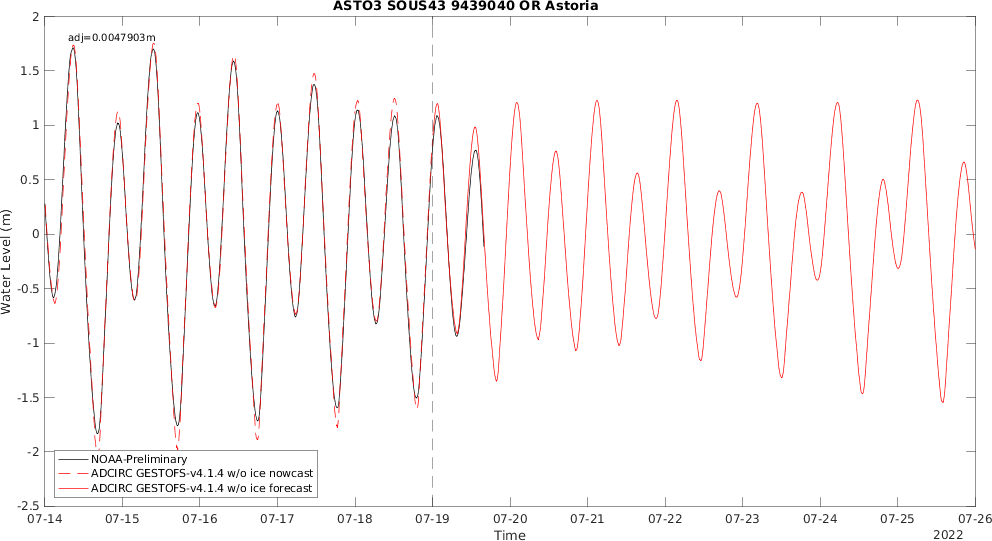 ASTO3 SOUS43 9439040 OR Astoria
adj=0.0047903m
2
1.5
1
0.5
0
-0.5
-1
-1.5
-2
-2.5
Water Level (m)
NOAA-Preliminary
ADCIRC GESTOFS-v4.1.4 w/o ice nowcast
ADCIRC GESTOFS-v4.1.4 w/o ice forecast
07-14 07-15 07-16 07-17 07-18 07-19 07-20 07-21 07-22 07-23 07-24 07-25 07-26
Time
2022